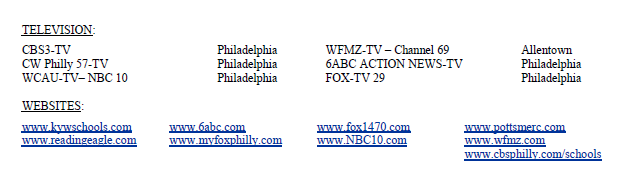 TELEVISION:
CBS3-TV Philadelphia WFMZ-TV – Channel 69 Allentown
CW Philly 57-TV Philadelphia 6ABC ACTION NEWS-TV Philadelphia
WCAU-TV– NBC 10 Philadelphia FOX-TV 29 Philadelphia
WEBSITES:
www.kywschools.com www.6abc.com www.fox1470.com www.pottsmerc.com
www.readingeagle.com www.myfoxphilly.com www.NBC10.com www.wfmz.com
www.cbsphilly.com/schools